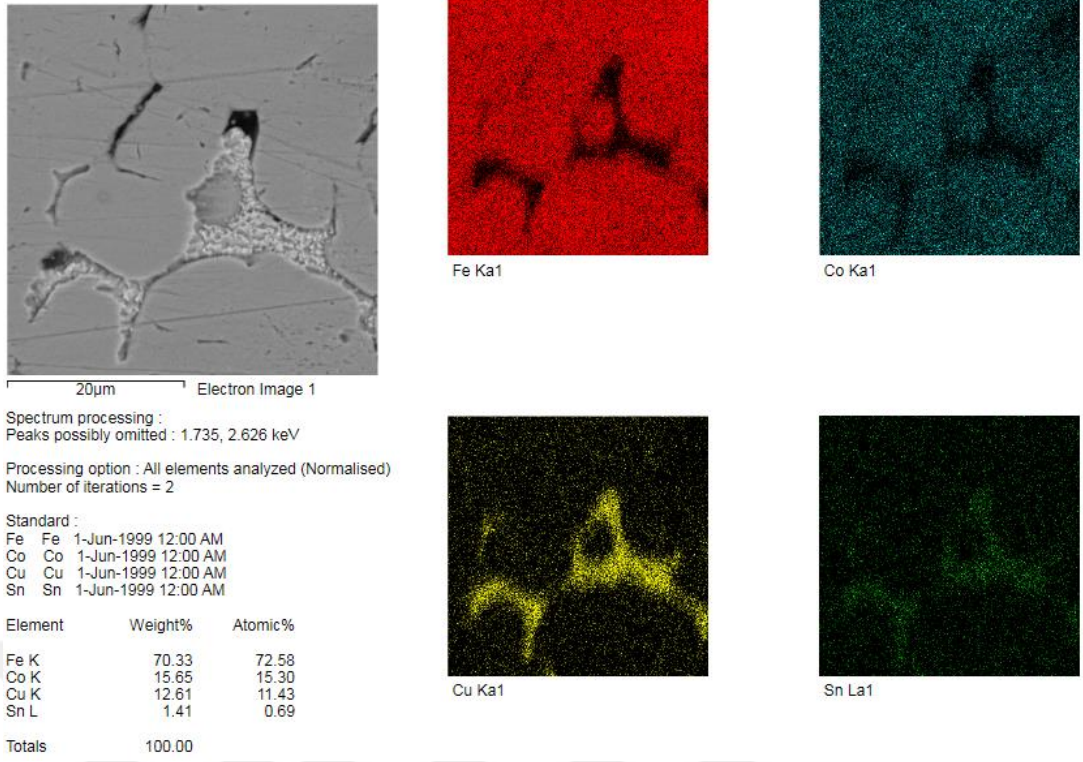 20µm
Electron Image 1
Fe Ka1
Co Ka1
Spectrum processing :
Peaks possibly omitted : 1.735, 2.626 keV
Processing option : All elements analyzed (Normalised)
Number of iterations = 2
Standard :
Fe Fe 1-Jun-1999 12:00 AM
Co Co 1-Jun-1999 12:00 AM
Cu Cu 1-Jun-1999 12:00 AM
Sn Sn 1-Jun-1999 12:00 AM
Element Weight% Atomic%
Fe K 70.33 72.58
Co K 15.65 15.30
Cu K 12.61 11.43
Sn L 1.41 0.69
Totals 100.00
Cu Ka1
Sn La1